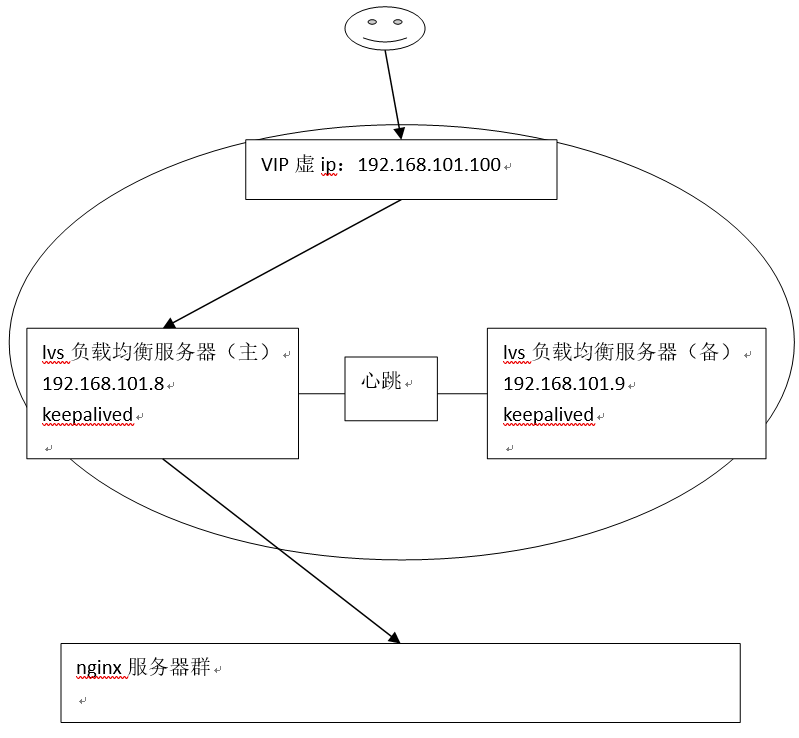 VIP 虚 ip：192.168.101.100
lvs 负载均衡服务器（主）
192.168.101.8
keepalived
心跳
lvs 负载均衡服务器（备）
192.168.101.9
keepalived
nginx 服务器群